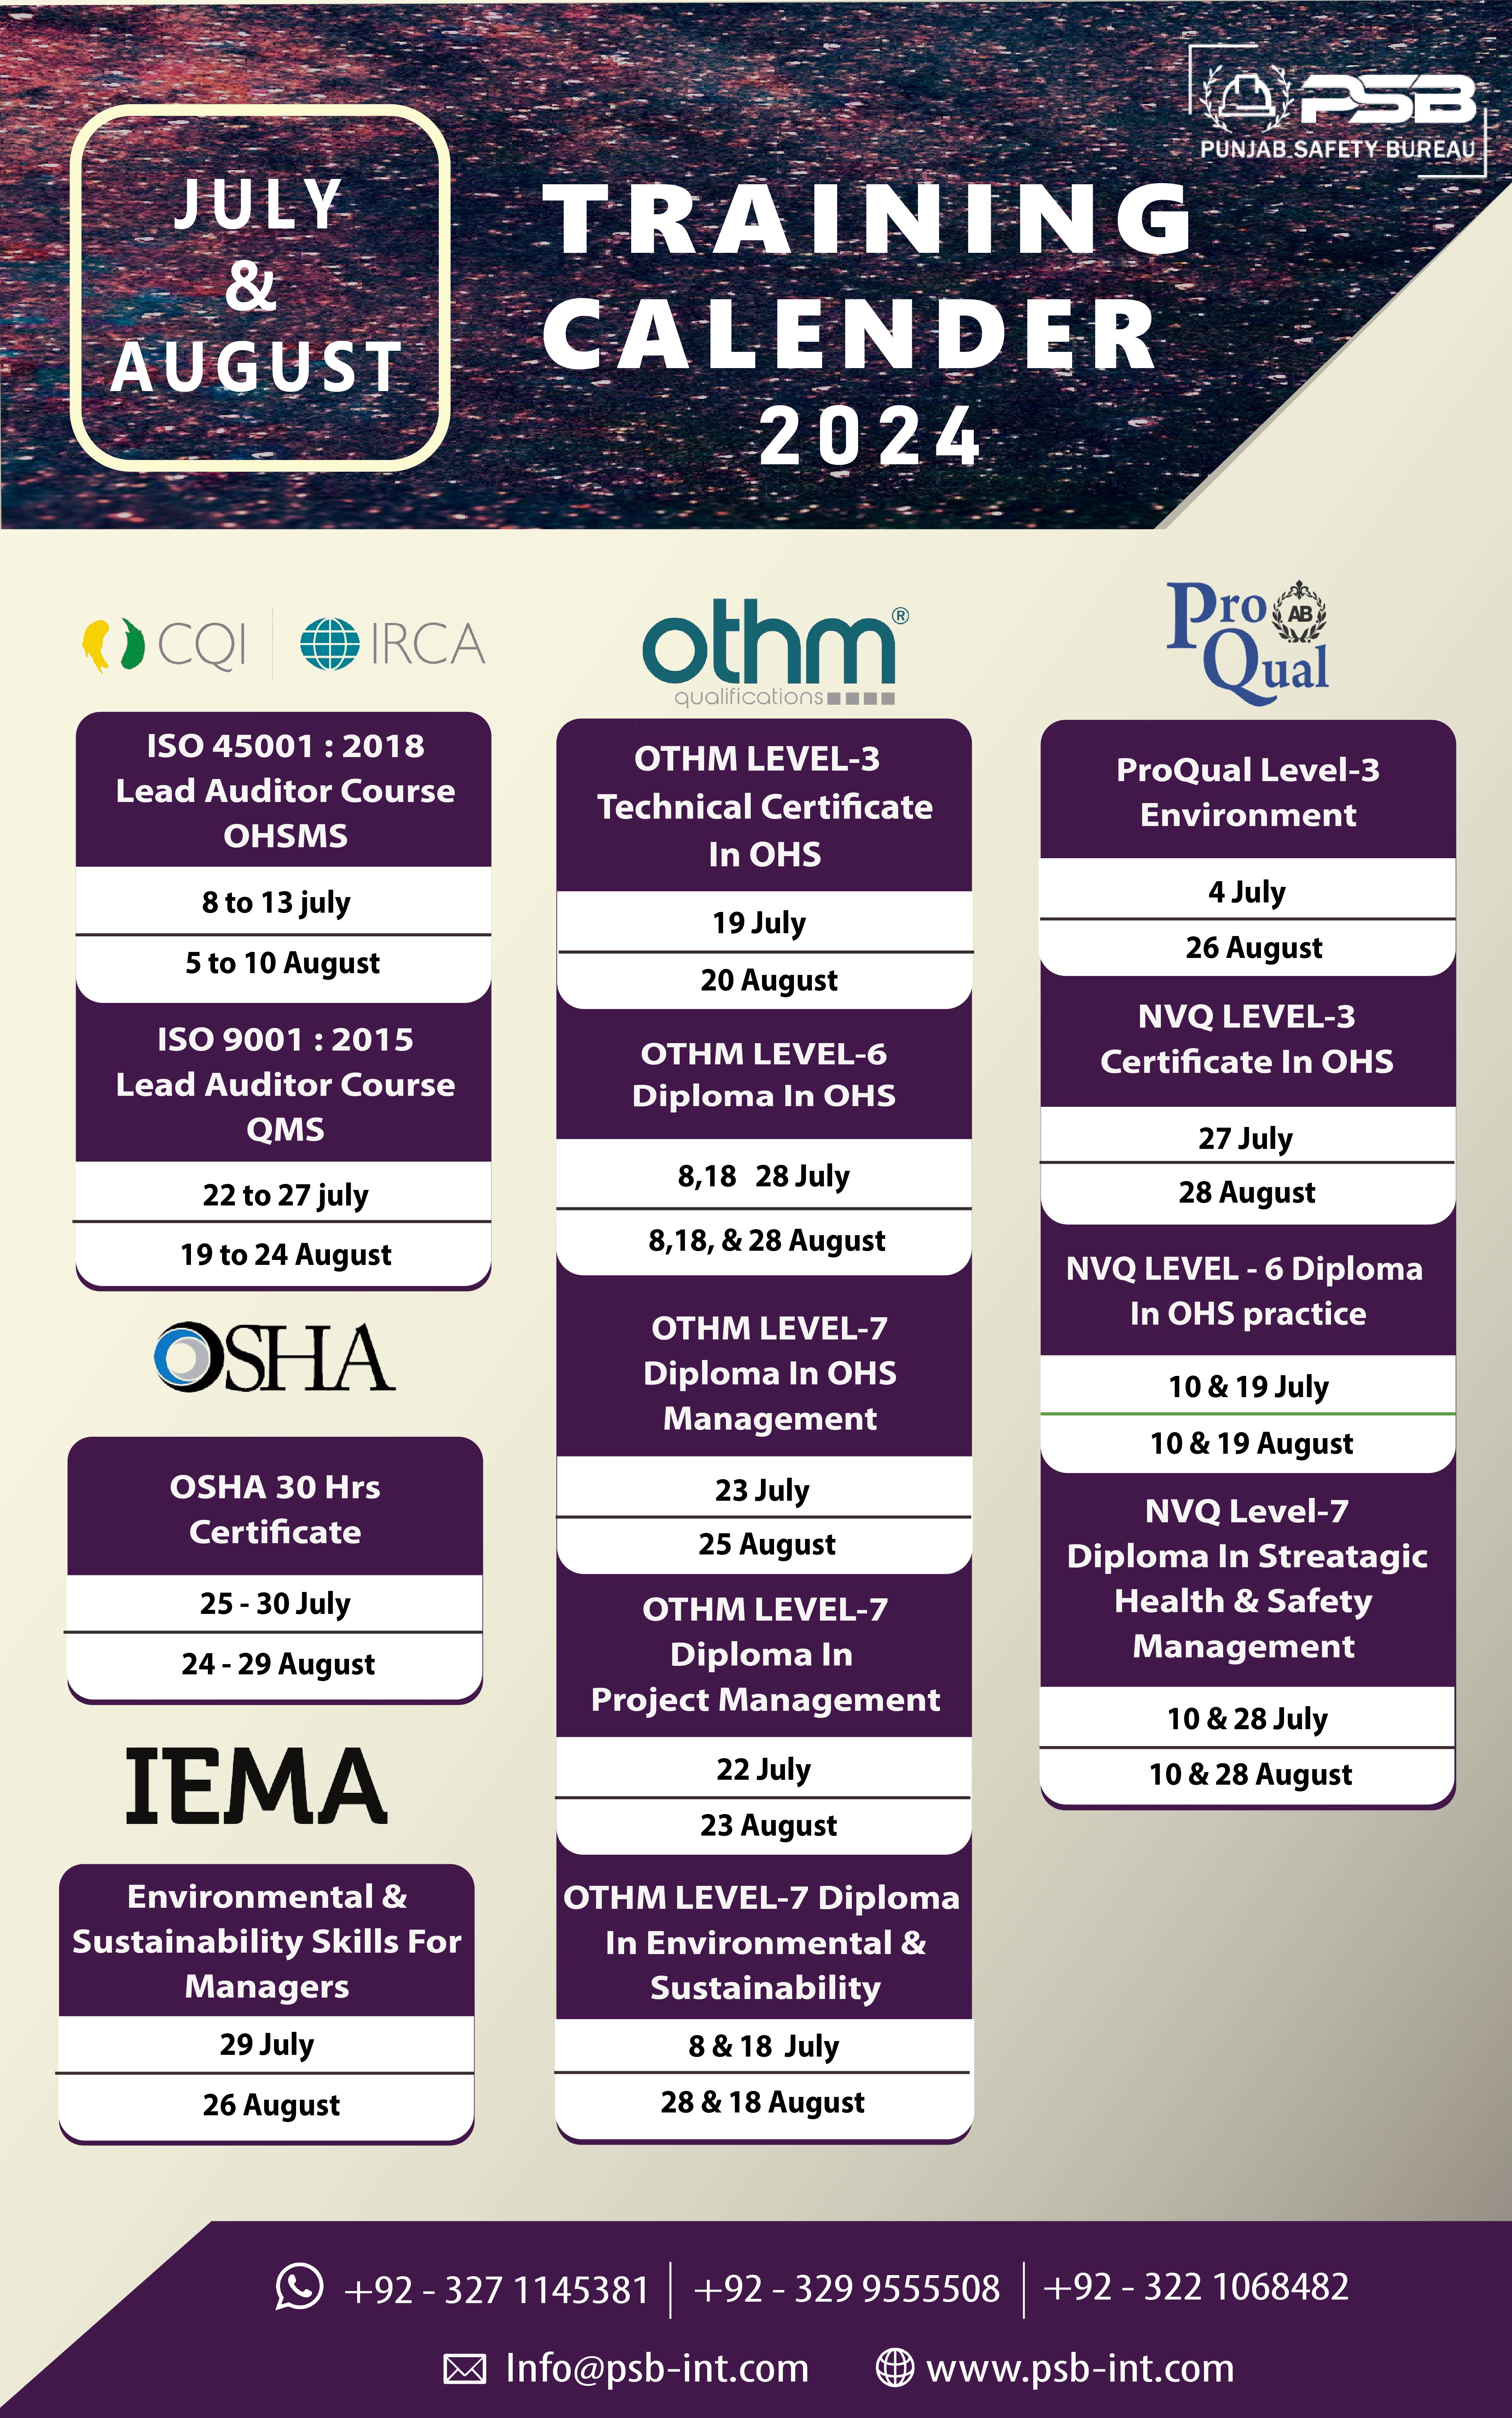 PSB
PUNJAB SAFETY BUREAU
JULY
&
AUGUST
TRAINING
CALENDER
2024
CQI
IRCA
ISO 45001 : 2018
Lead Auditor Course
OHSMS
8 to 13 july
5 to 10 August
ISO 9001 : 2015
Lead Auditor Course
QMS
22 to 27 july
19 to 24 August
OSHA
OSHA 30 Hrs
Certificate
25 - 30 July
24 - 29 August
IEMA
Environmental &
Sustainability Skills For
Managers
29 July
26 August
othm®
qualifications
OTHM LEVEL-3
Technical Certificate
In OHS
19 July
20 August
OTHM LEVEL-6
Diploma In OHS
8,18 28 July
8,18, & 28 August
OTHM LEVEL-7
Diploma In OHS
Management
23 July
25 August
OTHM LEVEL-7
Diploma In
Project Management
22 July
23 August
OTHM LEVEL-7 Diploma
In Environmental &
Sustainability
8 & 18 July
28 & 18 August
Pro AB
Qual
ProQual Level-3
Environment
4 July
26 August
NVQ LEVEL-3
Certificate In OHS
27 July
28 August
NVQ LEVEL - 6 Diploma
In OHS practice
10 & 19 July
10 & 19 August
NVQ Level-7
Diploma In Streatagic
Health & Safety
Management
10 & 28 July
10 & 28 August
+92 - 327 1145381 +92 - 329 9555508 +92 - 322 1068482
Info@psb-int.com www.psb-int.com